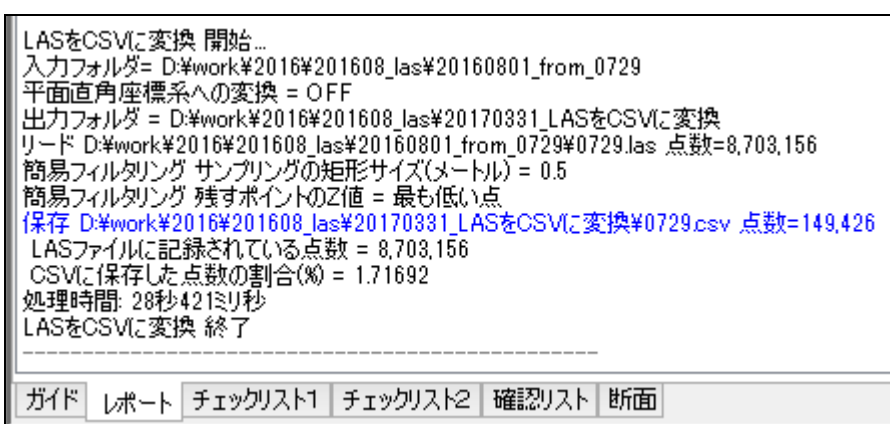 LASをCSVに変換 開始...
入力フォルダ= D:¥work¥2016¥201608_las¥20160801_from_0729
平面直角座標系への変換 = OFF
出力フォルダ = D:¥work¥2016¥201608_las¥20170331_LASをCSVに変換
リード D:¥work¥2016¥201608_las¥20160801_from_0729¥0729.las 点数=8,703,156
簡易フィルタリング サンプリングの矩形サイズ(メートル) = 0.5
簡易フィルタリング 残すポイントのZ値 = 最も低い点
保存 D:¥work¥2016¥201608_las¥20170331_LASをCSVに変換¥0729.csv 点数=149,426
LASファイルに記録されている点数 = 8,703,156
CSVに保存した点数の割合(%) = 1.71692
処理時間: 28秒421ミリ秒
LASをCSVに変換 終了
------------------------------------------------
ガイド レポート チェックリスト1 チェックリスト2 確認リスト 断面